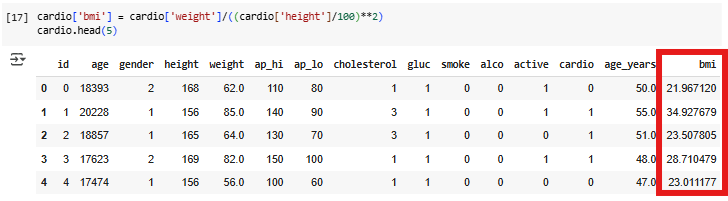 [17] cardio['bmi'] = cardio['weight']/((cardio['height']/100)**2)
cardio.head(5)
id age gender height weight ap_hi ap_lo cholesterol gluc smoke alco active cardio age_years bmi
0 0 18393 2 168 62.0 110 80 1 1 0 0 1 0 50.0 21.967120
1 1 20228 1 156 85.0 140 90 3 1 0 0 1 1 55.0 34.927679
2 2 18857 1 165 64.0 130 70 3 1 0 0 0 1 51.0 23.507805
3 3 17623 2 169 82.0 150 100 1 1 0 0 1 1 48.0 28.710479
4 4 17474 1 156 56.0 100 60 1 1 0 0 0 0 47.0 23.011177